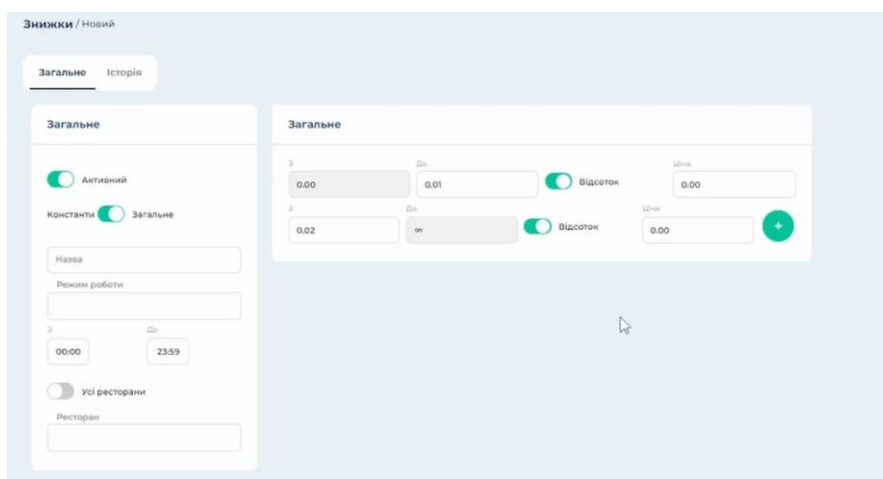 Знижки / Новий
Загальне Історія
Загальне
Активний
Константи Загальне
Назва
Режим роботи
З До
00:00 23:59
Усі ресторани
Ресторан
Загальне
З До Ціна
0.00 0.01 Відсоток 0.00
З До Ціна
0.02 ∞ Відсоток 0.00 +